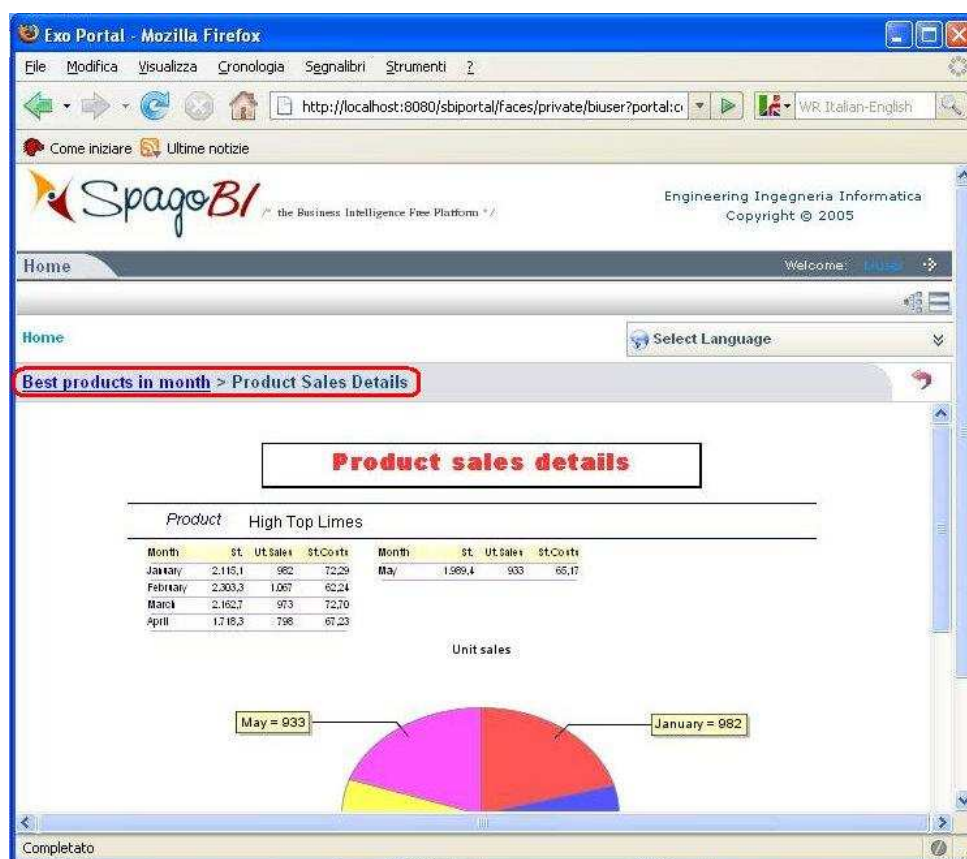 Exo Portal - Mozilla Firefox
File Modifica Visualizza Cronologia Segnalibri Strumenti ?
http://localhost:8080/sbiportal/faces/private/biuser?portal:c WR Italian-English
Come iniziare Ultime notizie
SpagoBI /* the Business Intelligence Free Platform */
Engineering Ingegneria Informatica
Copyright © 2005
Home Welcome: biuser
Home Select Language
Best products in month > Product Sales Details
Product sales details
Product High Top Limes
Month St. Ut.Sales St.Costs Month St. Ut.Sales St.Costs
January 2.115,1 982 72,29 May 1.989,4 933 65,17
February 2.303,3 1.067 62,24
March 2.162,7 973 72,70
April 1.718,3 798 67,23
Unit sales
May = 933 January = 982
Completato